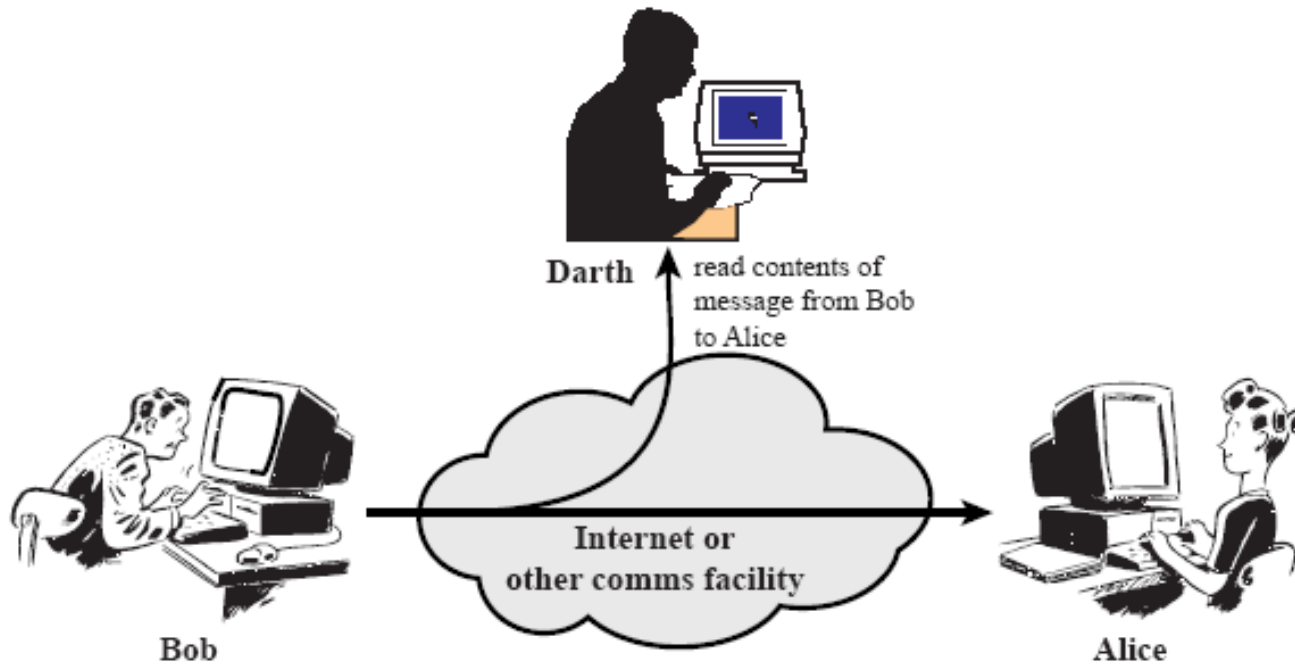 Darth
read contents of
message from Bob
to Alice
Internet or
other comms facility
Bob
Alice